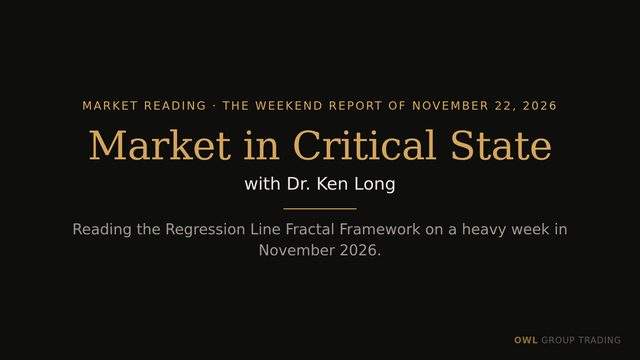 MARKET READING · THE WEEKEND REPORT OF NOVEMBER 22, 2026
Market in Critical State
with Dr. Ken Long
Reading the Regression Line Fractal Framework on a heavy week in
November 2026.
OWL GROUP TRADING